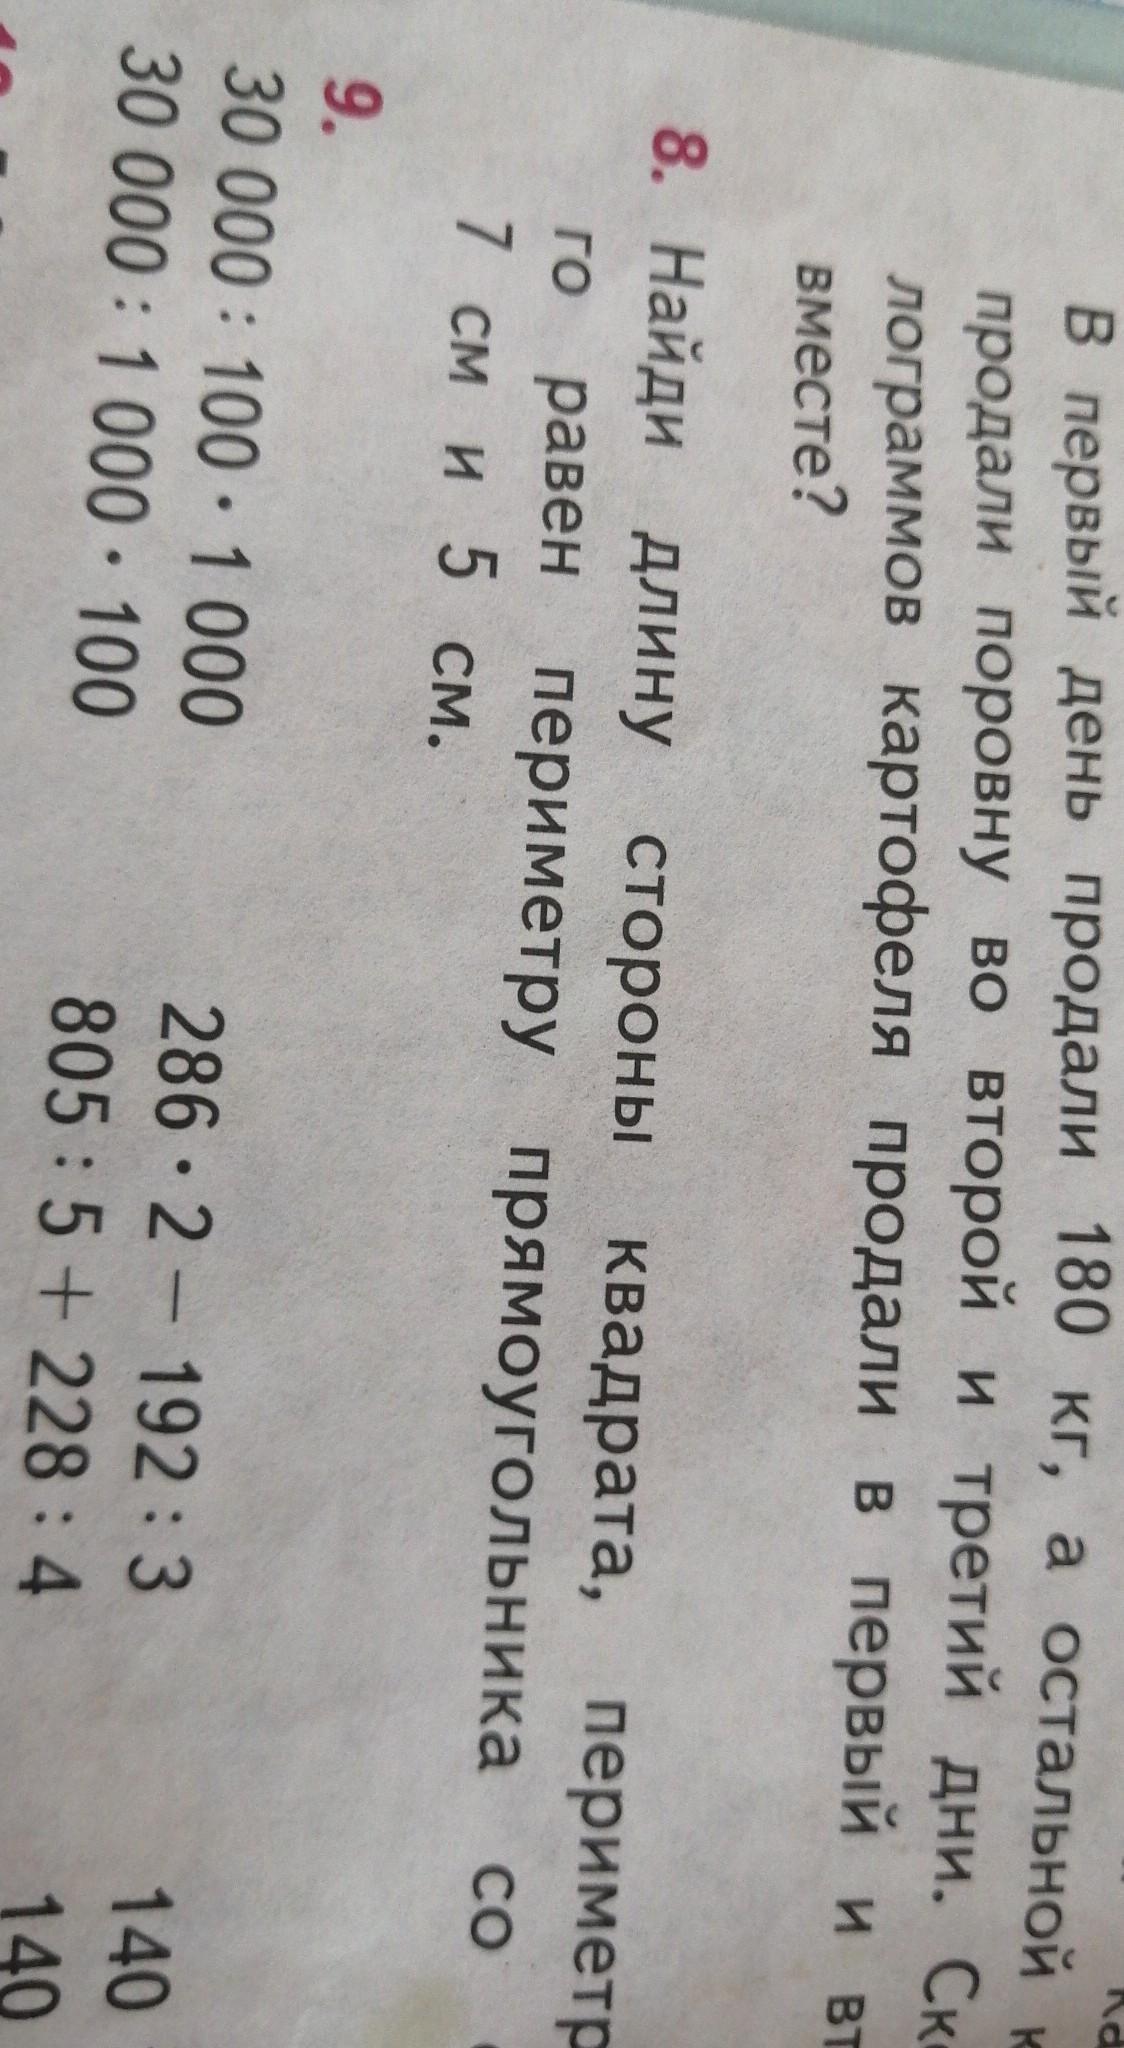 В первый день продали 180 кг, а остальной
продали поровну во второй и третий дни.
лограммов картофеля продали в первый и
вместе?
8. Найди длину стороны квадрата, периметр
го равен периметру прямоугольника со
7 см и 5 см.
9.
30 000 : 100 · 1 000 286 · 2 – 192 : 3 140
30 000 : 1 000 · 100 805 : 5 + 228 : 4 140